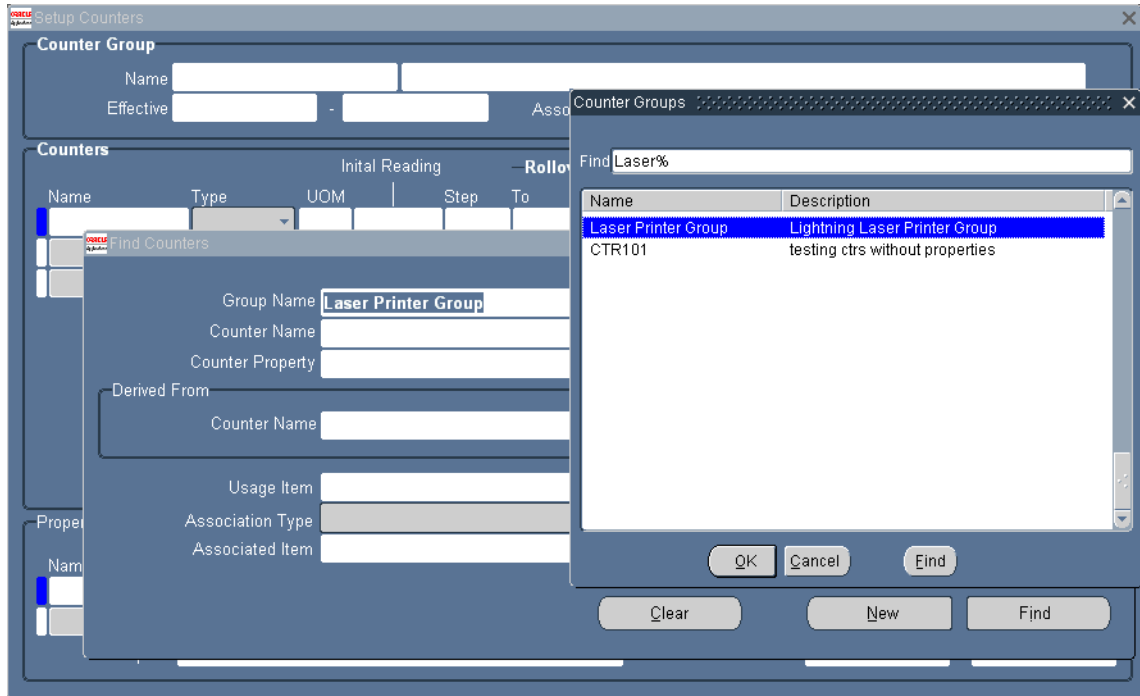 ORACLE Setup Counters
Counter Group
Name
Effective -
Asso
Counters
Inital Reading
Rollov
Name Type UOM Step To
Find Counters
Group Name Laser Printer Group
Counter Name
Counter Property
Derived From
Counter Name
Usage Item
Association Type
Associated Item
Proper
Nam
Counter Groups
Find Laser%
Name Description
Laser Printer Group Lightning Laser Printer Group
CTR101 testing ctrs without properties
OK Cancel Find
Clear New Find